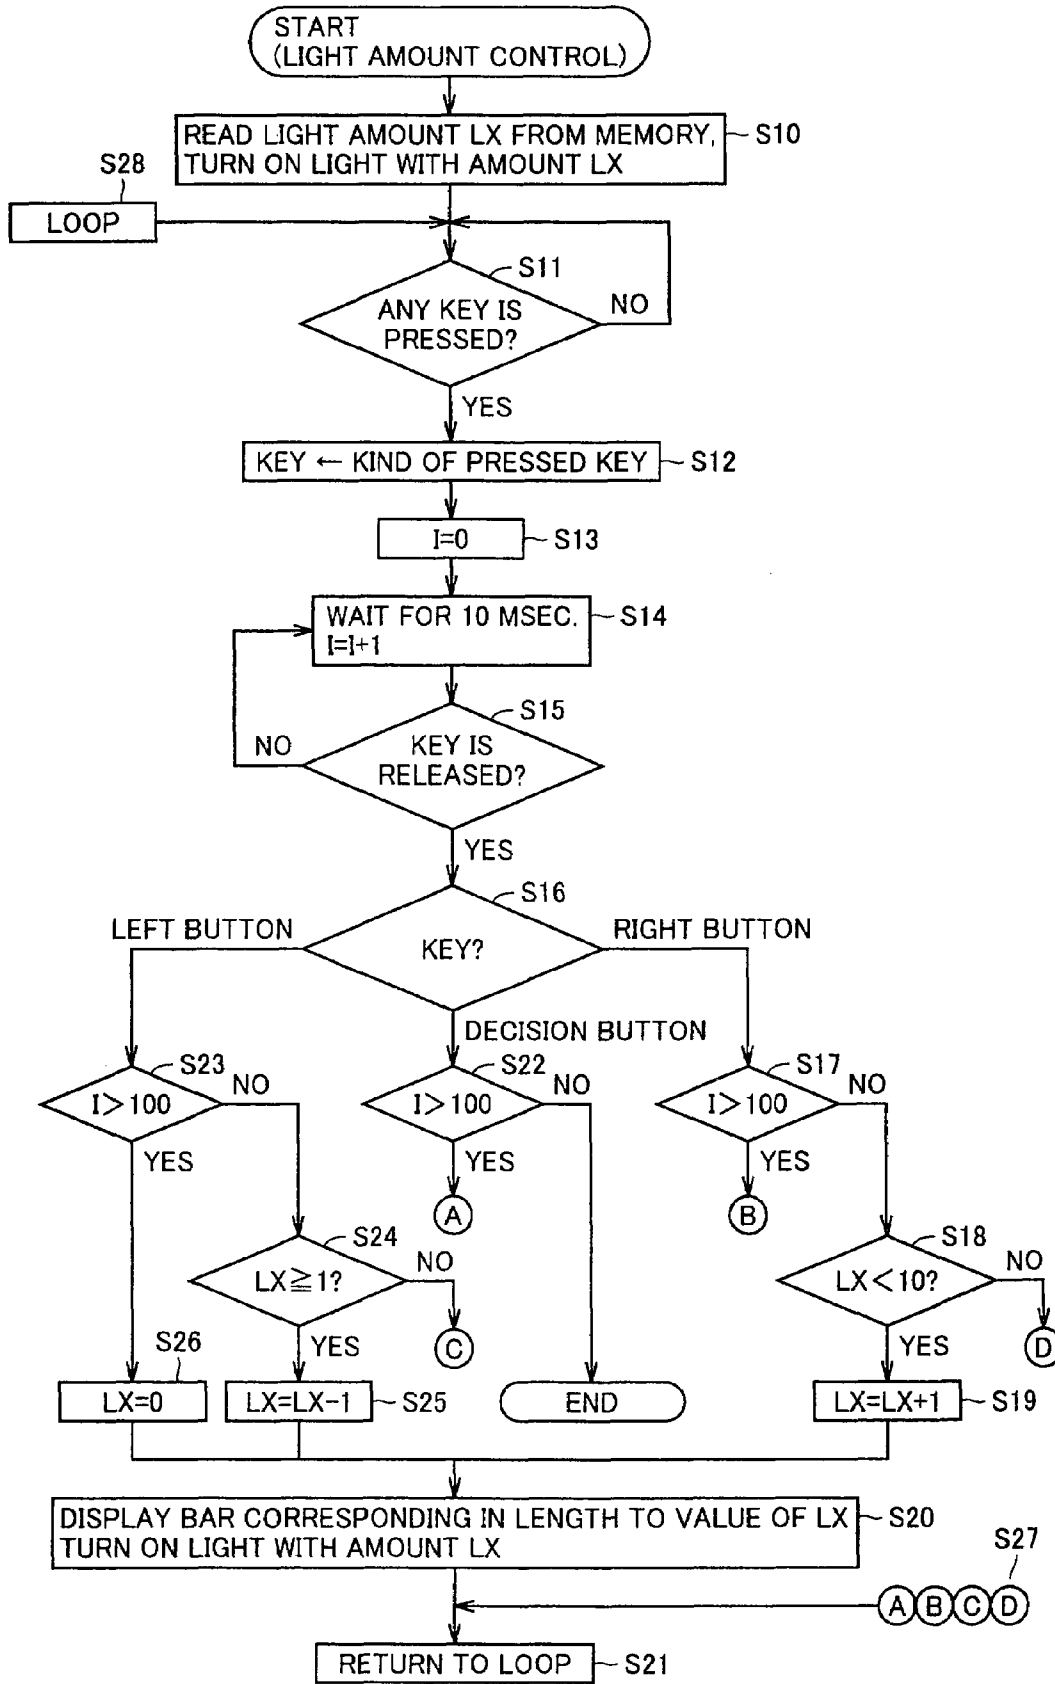 START
(LIGHT AMOUNT CONTROL)
READ LIGHT AMOUNT LX FROM MEMORY,
TURN ON LIGHT WITH AMOUNT LX
S10
S28
LOOP
S11
ANY KEY IS
PRESSED?
NO
YES
KEY ← KIND OF PRESSED KEY
S12
I=0
S13
WAIT FOR 10 MSEC.
I=I+1
S14
S15
KEY IS
RELEASED?
NO
YES
S16
LEFT BUTTON
KEY?
RIGHT BUTTON
DECISION BUTTON
S23
I>100
NO
YES
S22
I>100
NO
YES
S17
I>100
NO
YES
A
B
S24
LX≧1?
NO
YES
C
S18
LX<10?
NO
YES
D
S26
LX=0
LX=LX-1
S25
END
LX=LX+1
S19
DISPLAY BAR CORRESPONDING IN LENGTH TO VALUE OF LX
TURN ON LIGHT WITH AMOUNT LX
S20
S27
A B C D
RETURN TO LOOP
S21